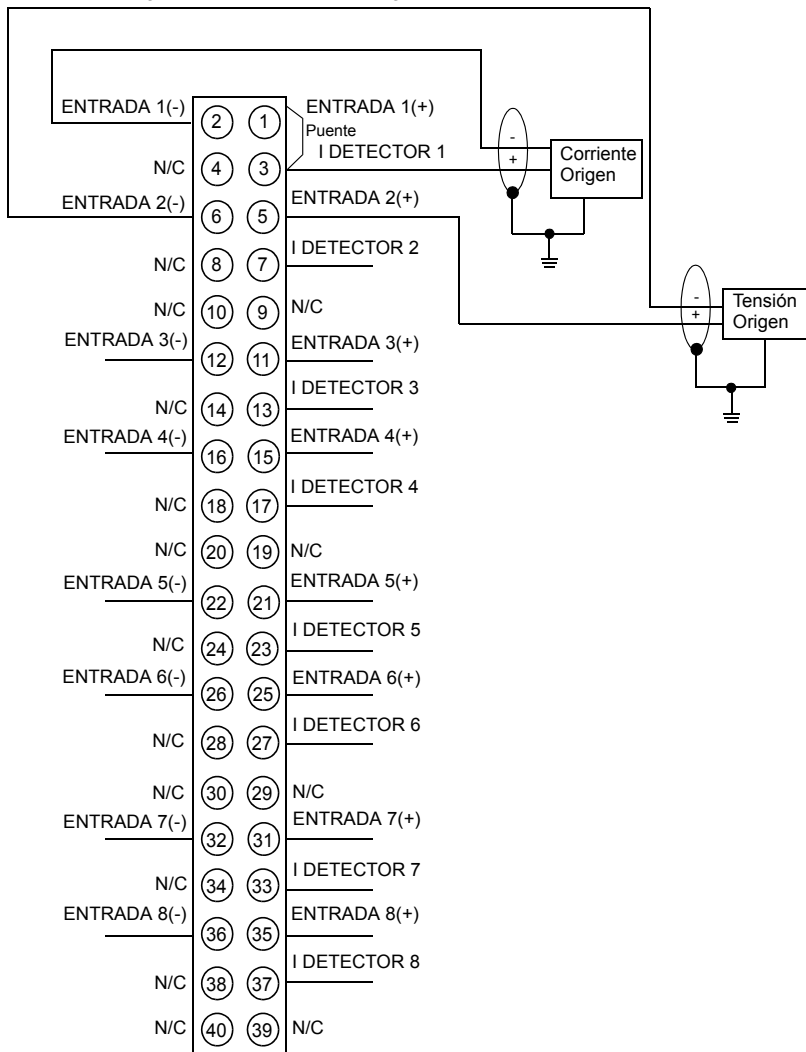 ENTRADA 1(-) 2 1 ENTRADA 1(+)
Puente
N/C 4 3 I DETECTOR 1
- + Corriente
Origen
ENTRADA 2(-) 6 5 ENTRADA 2(+)
N/C 8 7 I DETECTOR 2
N/C 10 9 N/C
- + Tensión
Origen
ENTRADA 3(-) 12 11 ENTRADA 3(+)
N/C 14 13 I DETECTOR 3
ENTRADA 4(-) 16 15 ENTRADA 4(+)
N/C 18 17 I DETECTOR 4
N/C 20 19 N/C
ENTRADA 5(-) 22 21 ENTRADA 5(+)
N/C 24 23 I DETECTOR 5
ENTRADA 6(-) 26 25 ENTRADA 6(+)
N/C 28 27 I DETECTOR 6
N/C 30 29 N/C
ENTRADA 7(-) 32 31 ENTRADA 7(+)
N/C 34 33 I DETECTOR 7
ENTRADA 8(-) 36 35 ENTRADA 8(+)
N/C 38 37 I DETECTOR 8
N/C 40 39 N/C